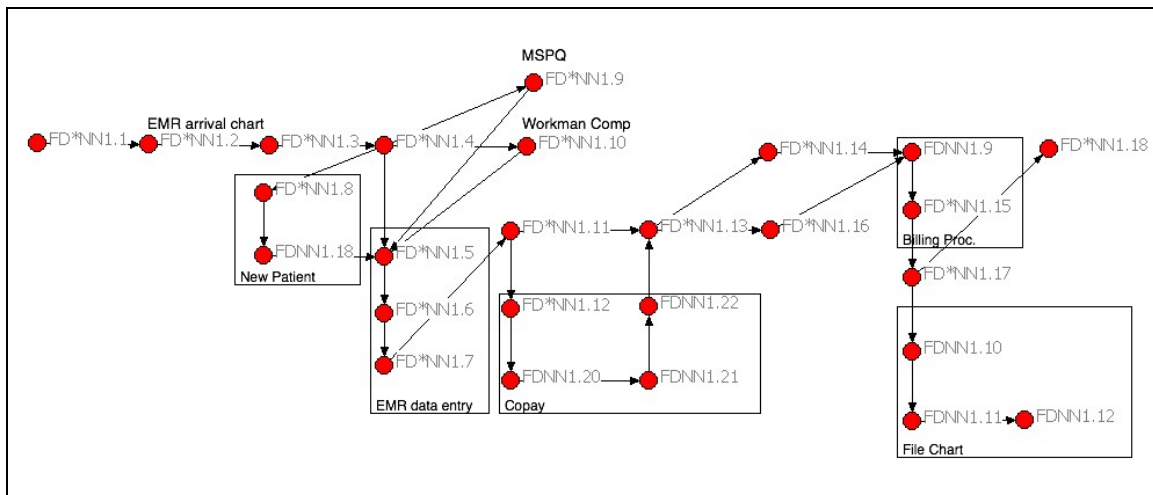 MSPQ
FD*NN1.9
EMR arrival chart
Workman Comp
FD*NN1.1
FD*NN1.2
FD*NN1.3
FD*NN1.4
FD*NN1.10
FD*NN1.14
FDNN1.9
FD*NN1.18
FD*NN1.8
FDNN1.18
New Patient
FD*NN1.5
FD*NN1.6
FD*NN1.7
EMR data entry
FD*NN1.11
FD*NN1.13
FD*NN1.16
FD*NN1.15
Billing Proc.
FD*NN1.17
FD*NN1.12
FDNN1.22
FDNN1.20
FDNN1.21
Copay
FDNN1.10
FDNN1.11
FDNN1.12
File Chart